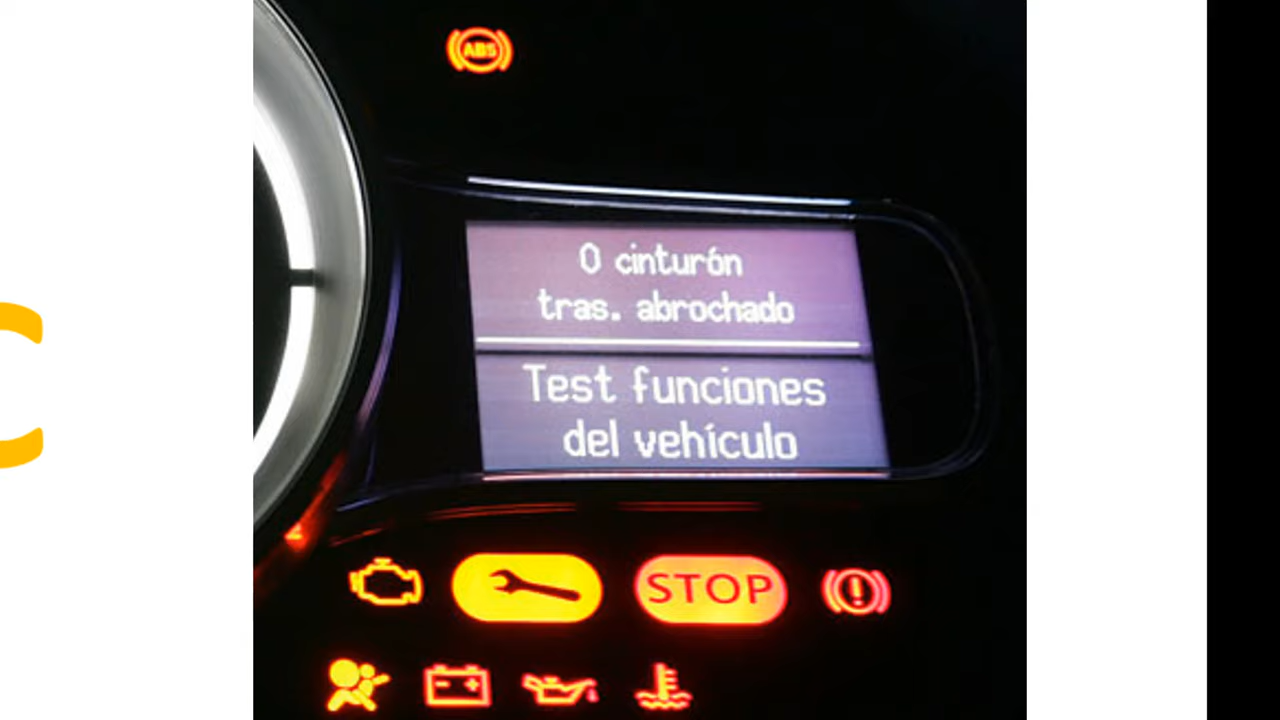 ABS
0 cinturón
tras. abrochado
Test funciones
del vehículo
STOP